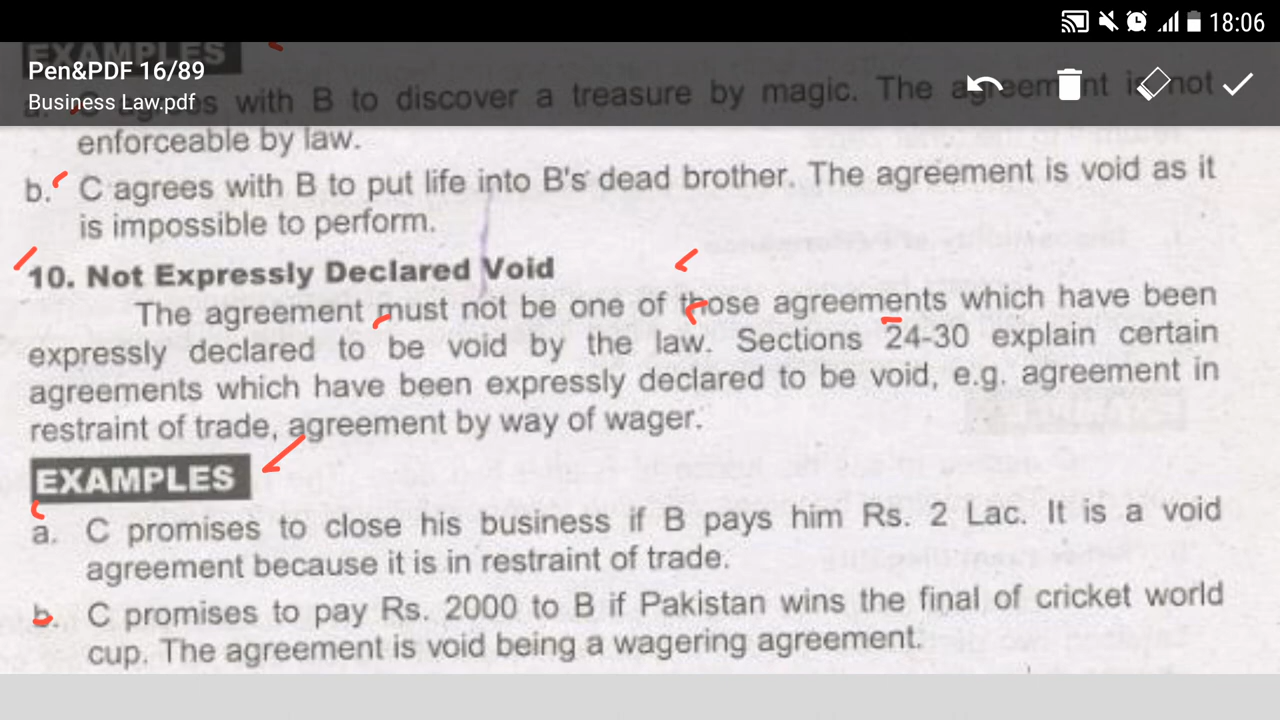 18:06
EXAMPLES
Pen&PDF 16/89
Business Law.pdf
a. C agrees with B to discover a treasure by magic. The agreement is not
enforceable by law.
b. C agrees with B to put life into B's dead brother. The agreement is void as it
is impossible to perform.
10. Not Expressly Declared Void
The agreement must not be one of those agreements which have been
expressly declared to be void by the law. Sections 24-30 explain certain
agreements which have been expressly declared to be void, e.g. agreement in
restraint of trade, agreement by way of wager.
EXAMPLES
a. C promises to close his business if B pays him Rs. 2 Lac. It is a void
agreement because it is in restraint of trade.
b. C promises to pay Rs. 2000 to B if Pakistan wins the final of cricket world
cup. The agreement is void being a wagering agreement.